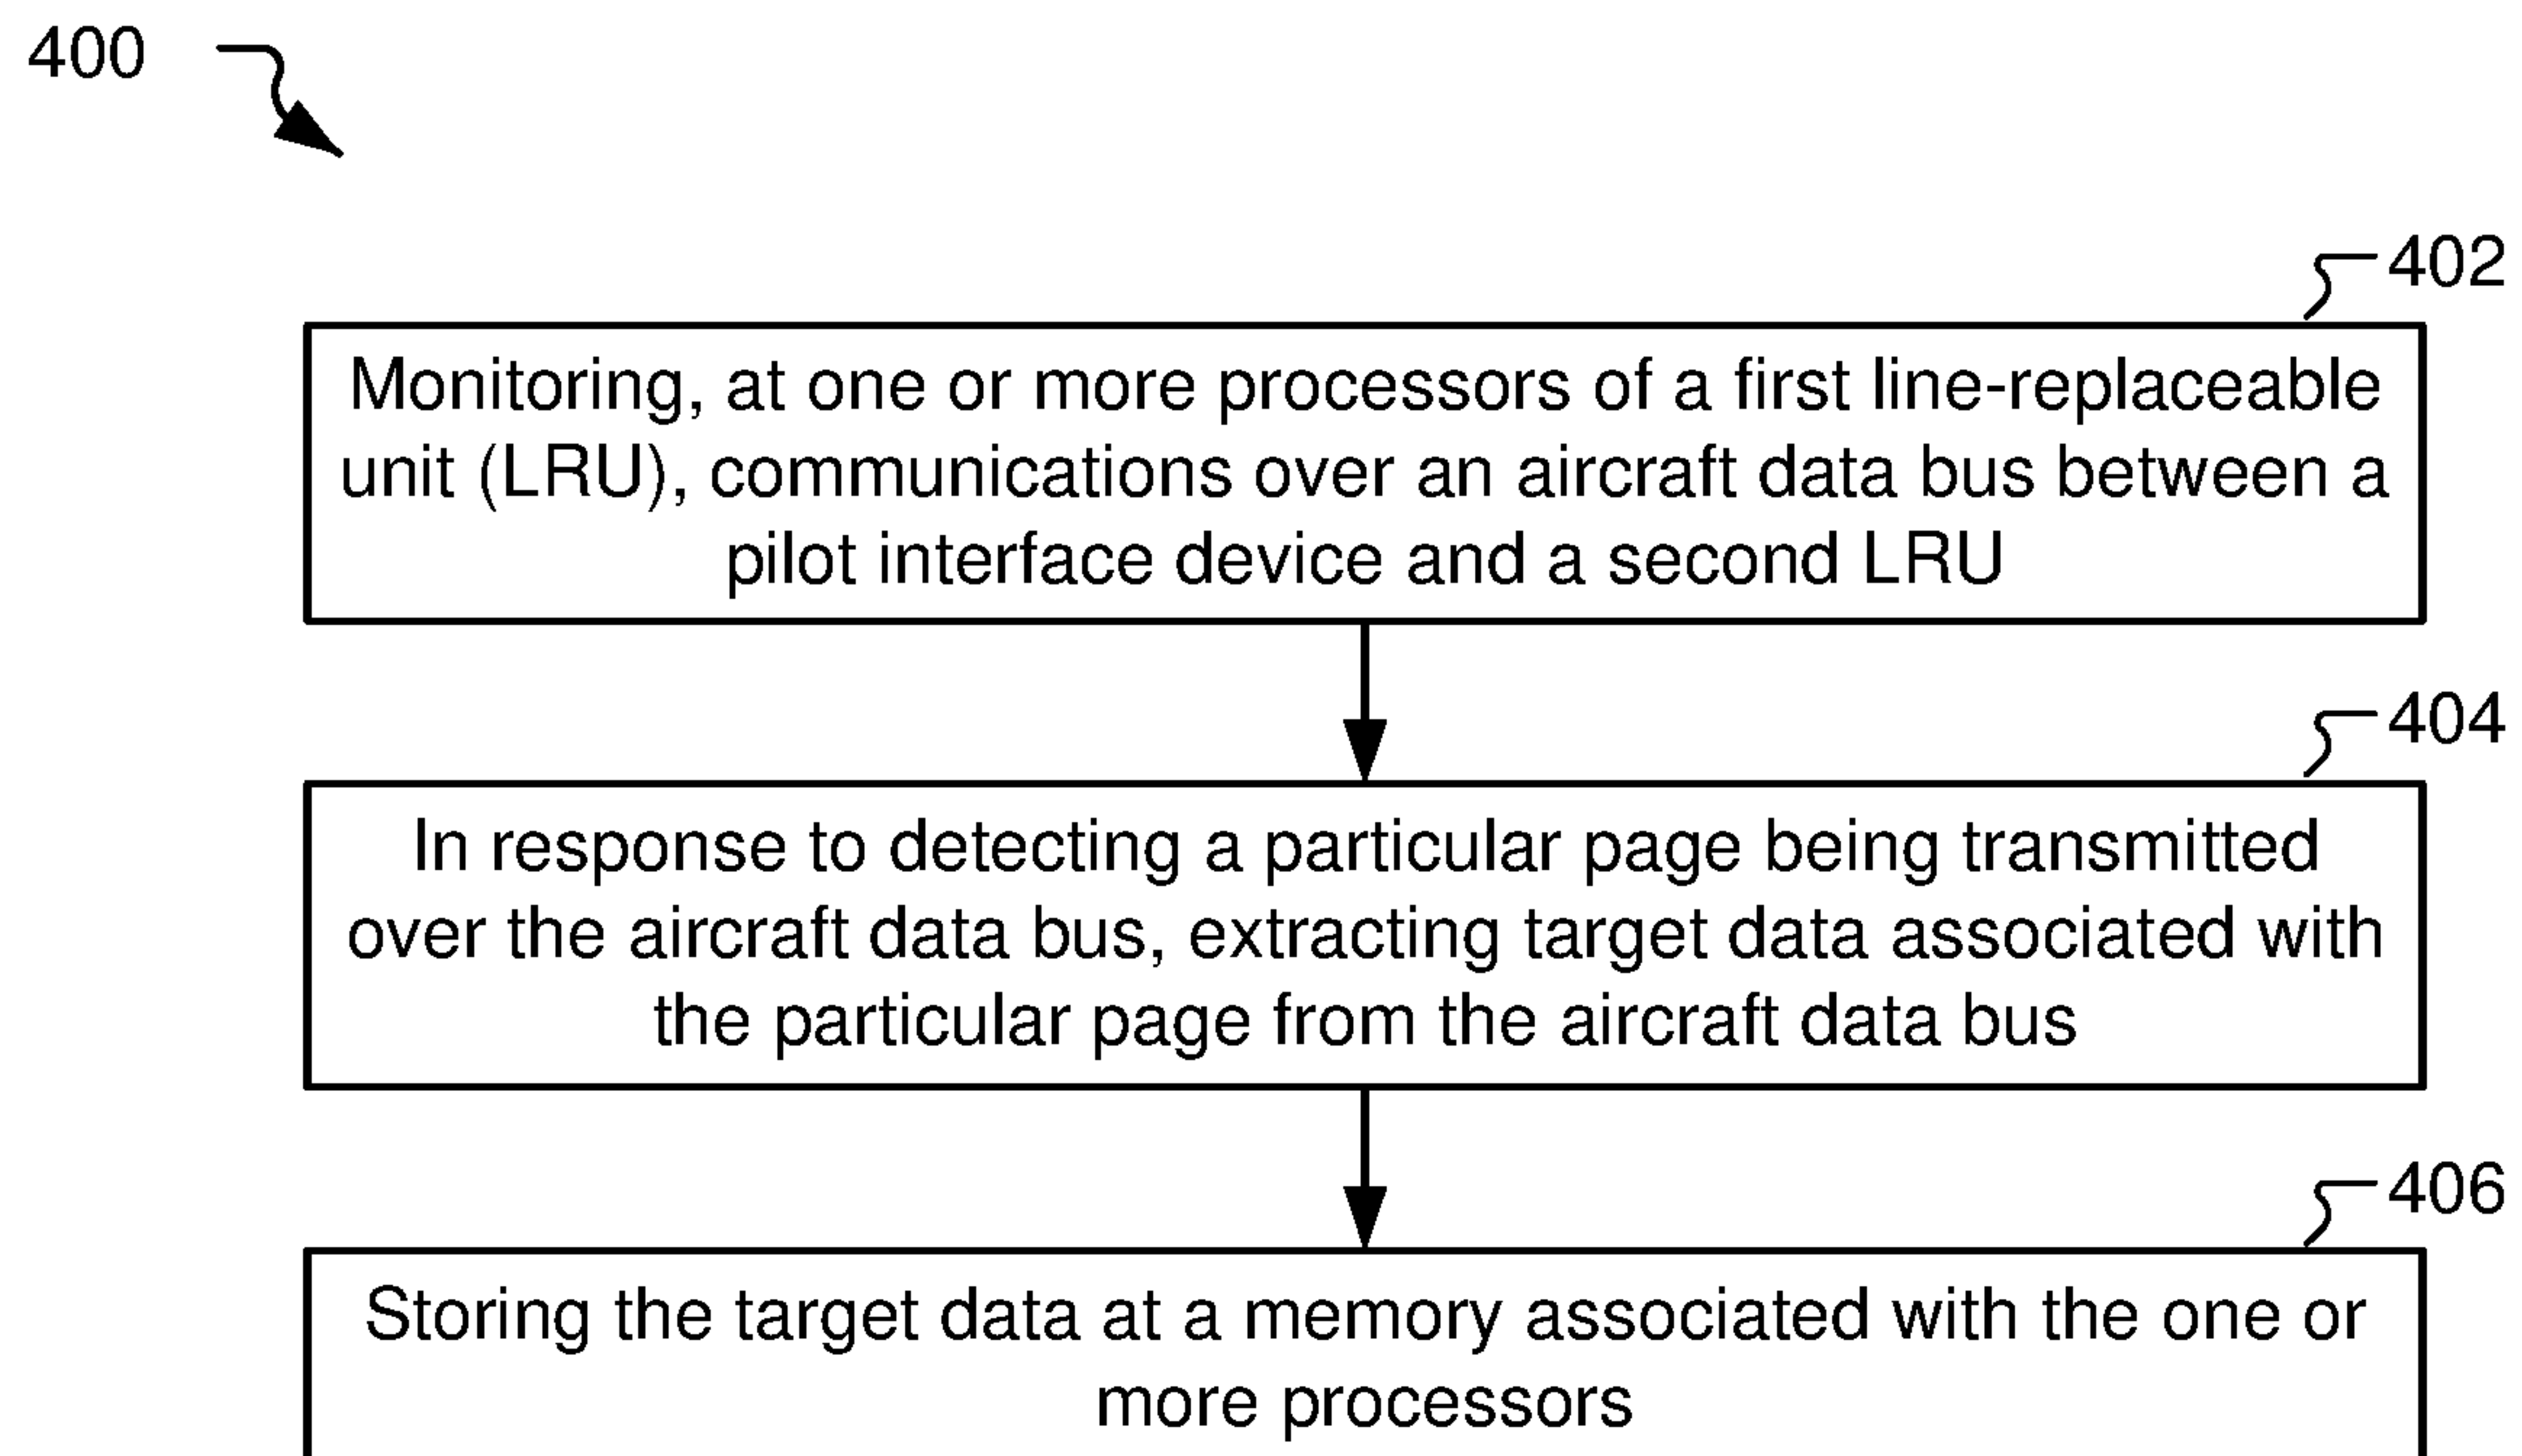 400
402
Monitoring, at one or more processors of a first line-replaceable
unit (LRU), communications over an aircraft data bus between a
pilot interface device and a second LRU
404
In response to detecting a particular page being transmitted
over the aircraft data bus, extracting target data associated with
the particular page from the aircraft data bus
406
Storing the target data at a memory associated with the one or
more processors